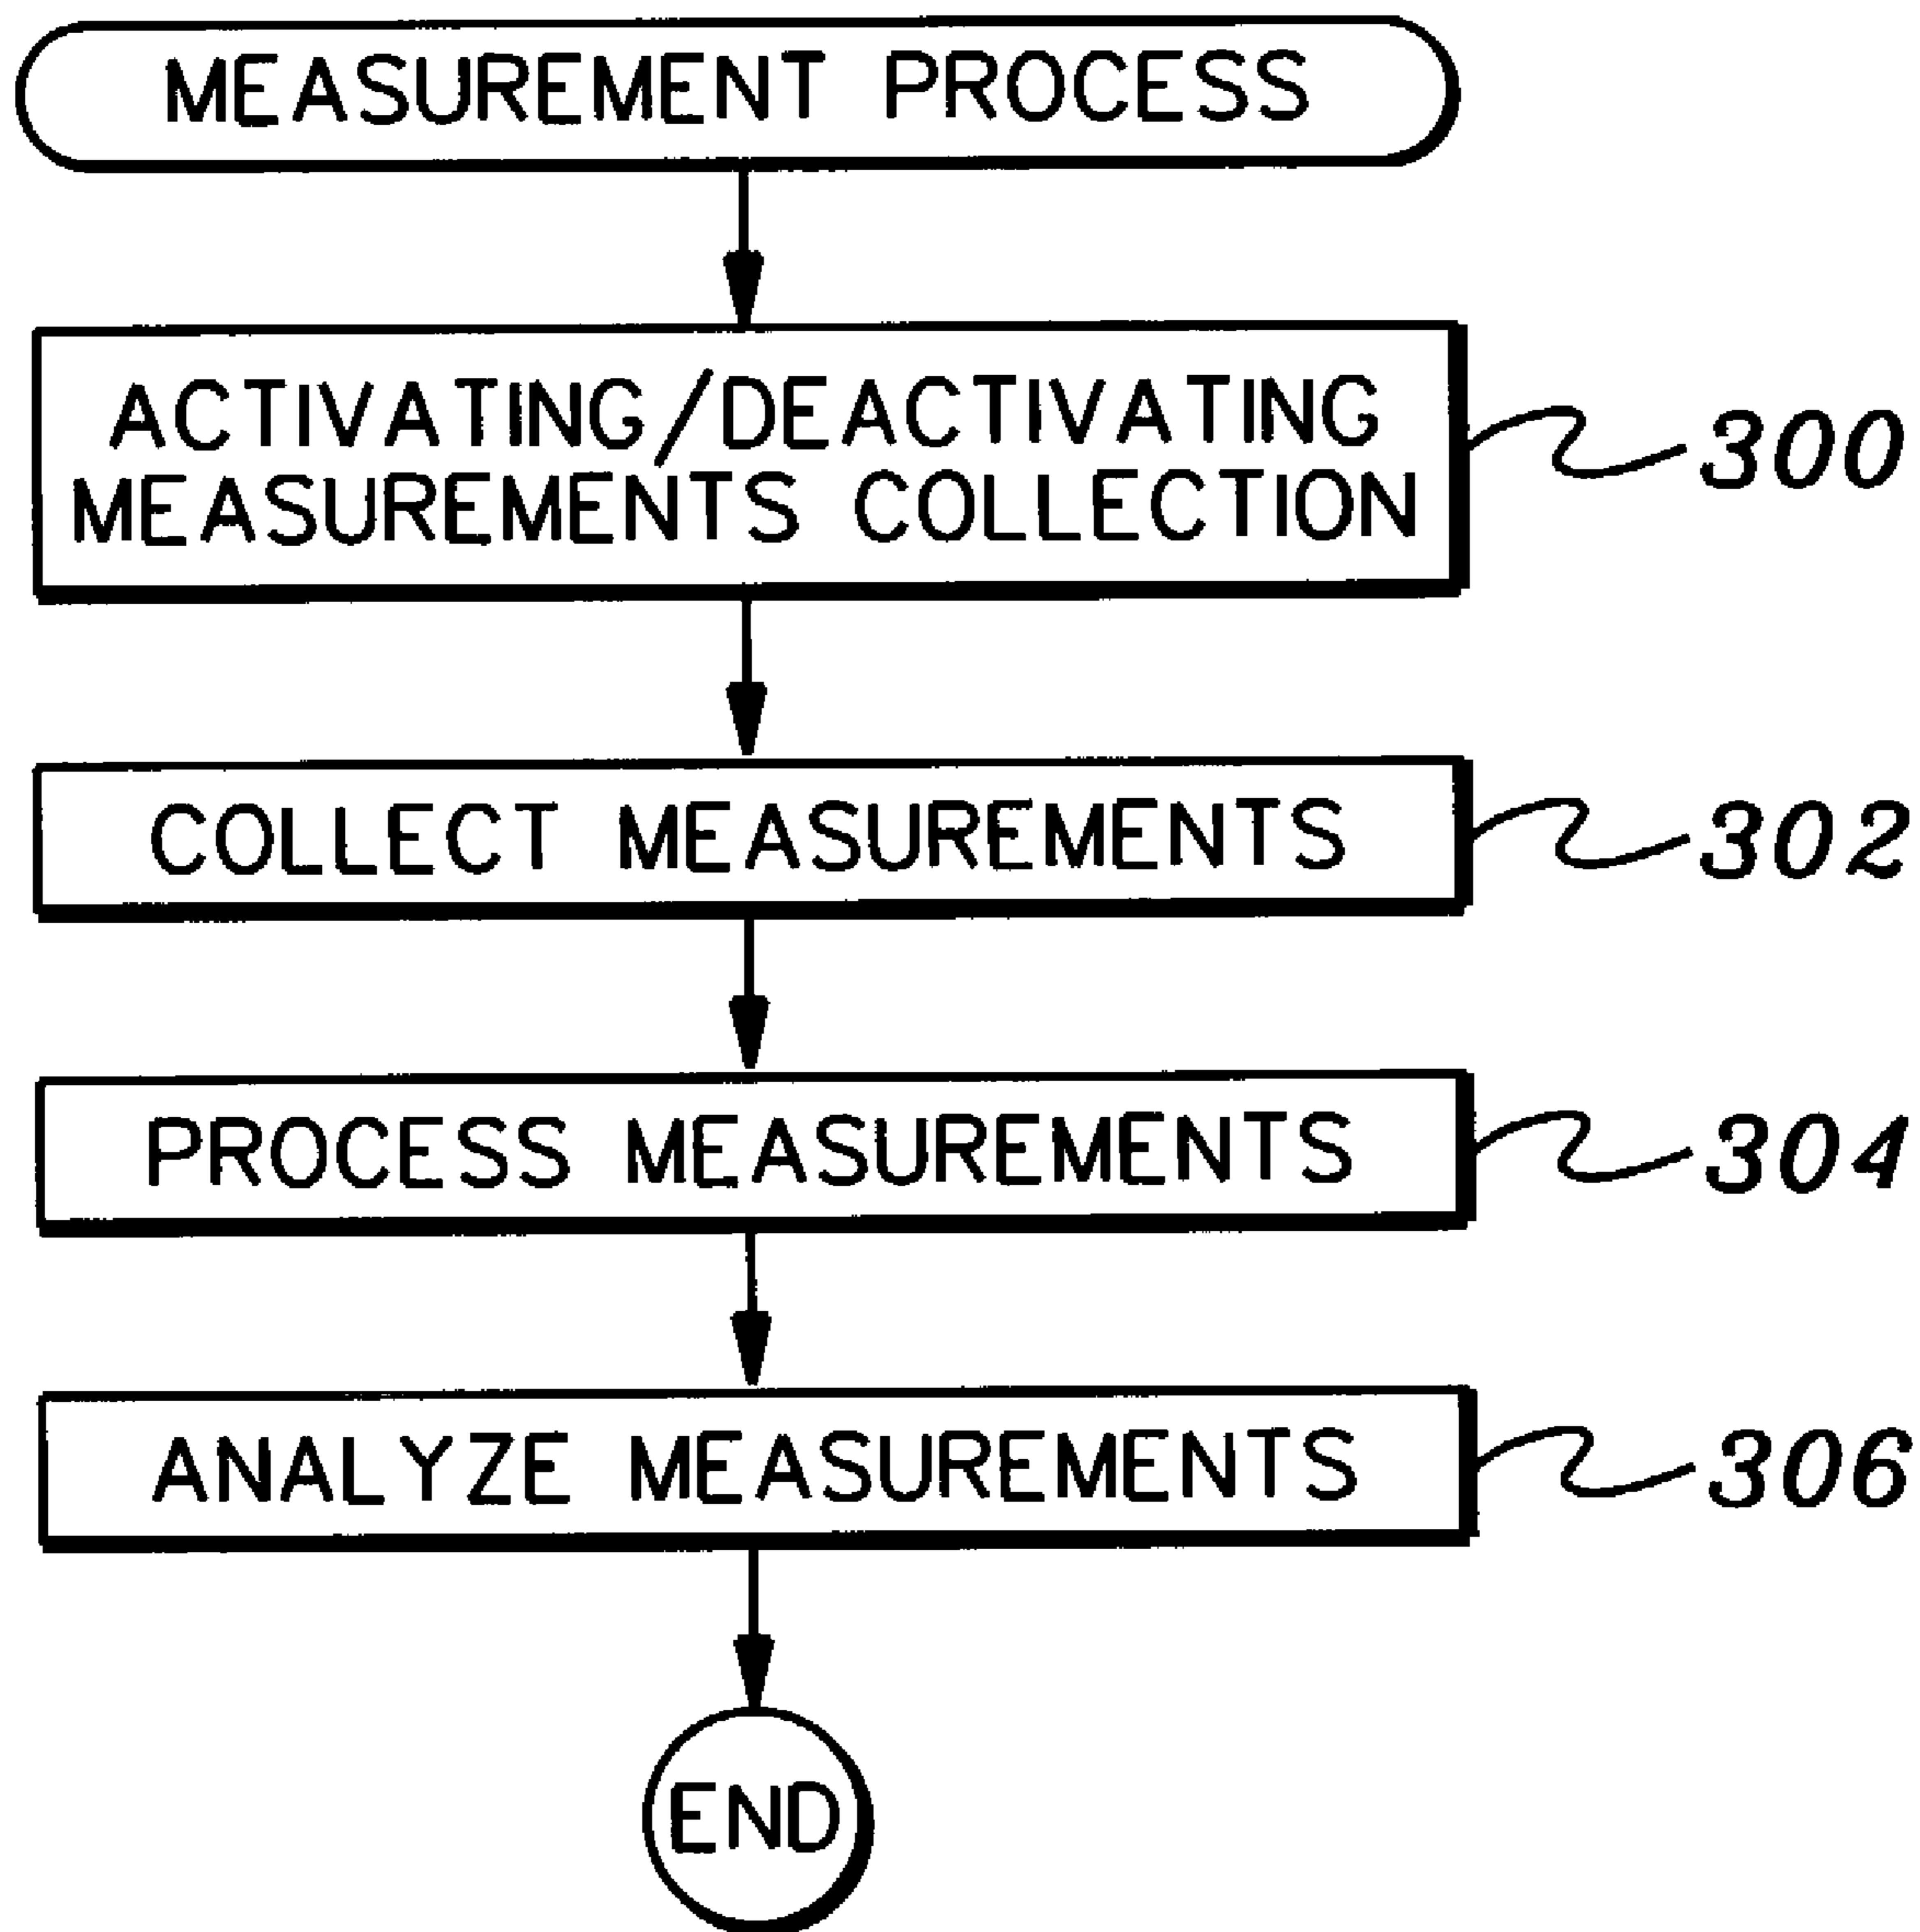 MEASUREMENT PROCESS
ACTIVATING/DEACTIVATING
MEASUREMENTS COLLECTION
300
COLLECT MEASUREMENTS
302
PROCESS MEASUREMENTS
304
ANALYZE MEASUREMENTS
306
END